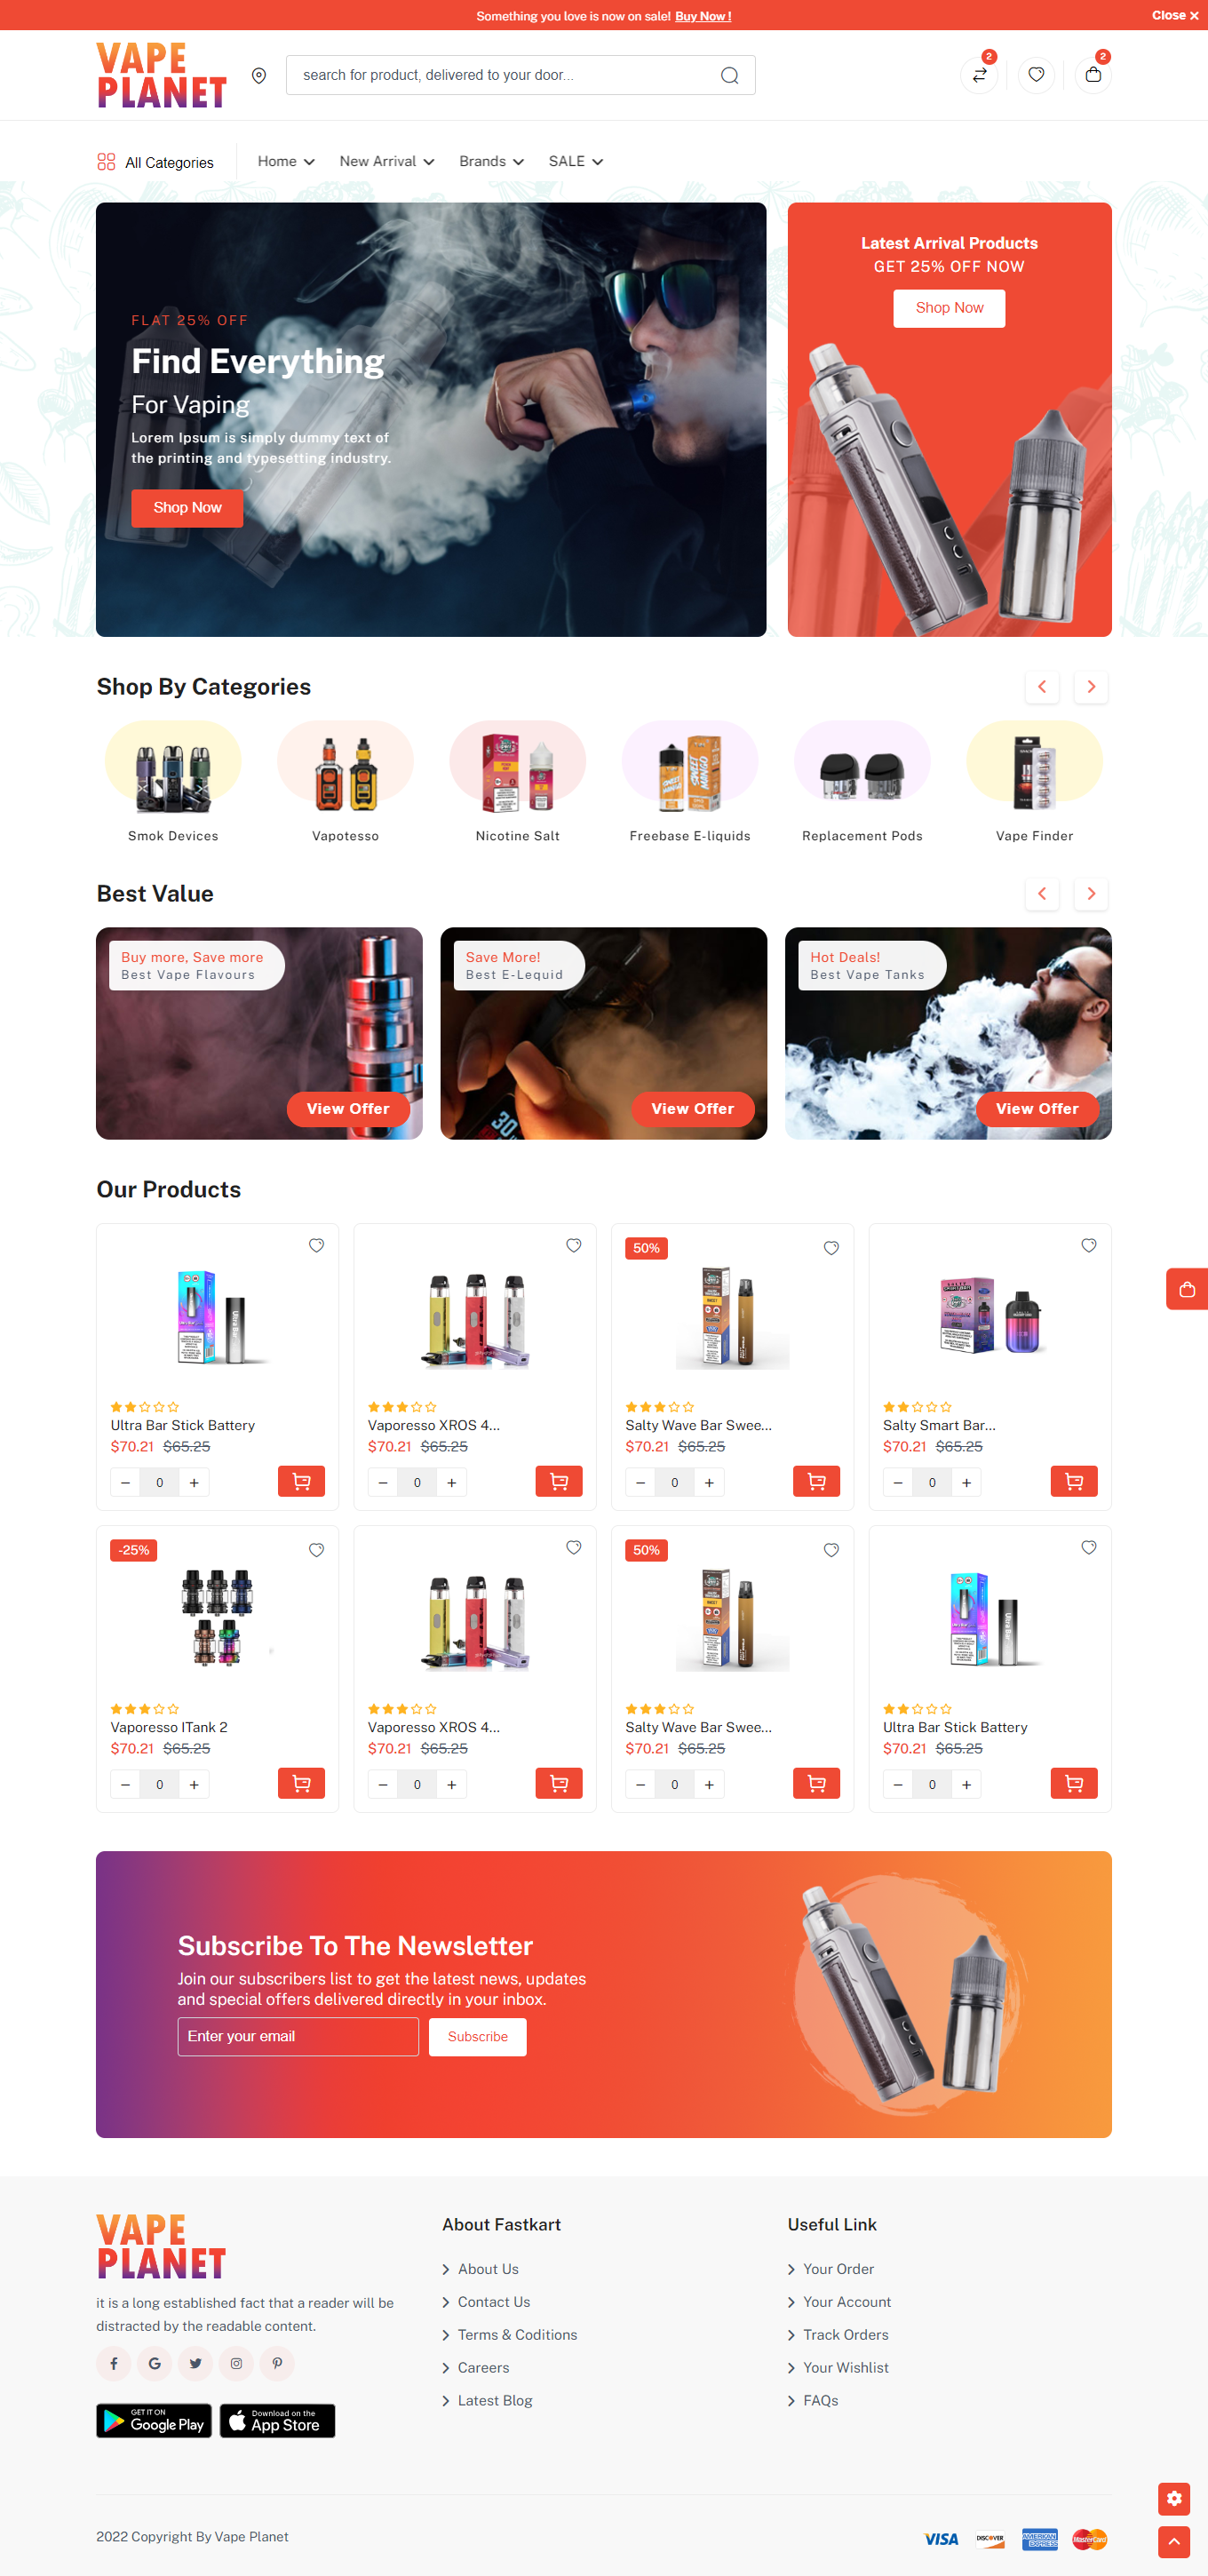 Something you love is now on sale! Buy Now !
Close ✕
VAPE
PLANET
search for product, delivered to your door...
2
2
All Categories
Home
New Arrival
Brands
SALE
FLAT 25% OFF
Find Everything
For Vaping
Lorem Ipsum is simply dummy text of
the printing and typesetting industry.
Shop Now
Latest Arrival Products
GET 25% OFF NOW
Shop Now
Shop By Categories
Smok Devices
Vapotesso
Nicotine Salt
Freebase E-liquids
Replacement Pods
Vape Finder
SWEET
MANGO
Best Value
Buy more, Save more
Best Vape Flavours
View Offer
Save More!
Best E-Lequid
30
View Offer
Hot Deals!
Best Vape Tanks
View Offer
Our Products
Ultra Bar
Ultra Bar Stick Battery
$70.21 $65.25
− 0 +
Vaporesso XROS 4...
$70.21 $65.25
− 0 +
50%
Salty Wave Bar Swee...
$70.21 $65.25
− 0 +
Salty Smart Bar...
$70.21 $65.25
− 0 +
-25%
Vaporesso ITank 2
$70.21 $65.25
− 0 +
Vaporesso XROS 4...
$70.21 $65.25
− 0 +
50%
Salty Wave Bar Swee...
$70.21 $65.25
− 0 +
Ultra Bar
Ultra Bar Stick Battery
$70.21 $65.25
− 0 +
Subscribe To The Newsletter
Join our subscribers list to get the latest news, updates
and special offers delivered directly in your inbox.
Enter your email
Subscribe
VAPE
PLANET
it is a long established fact that a reader will be
distracted by the readable content.
GET IT ON
Google Play
Download on the
App Store
About Fastkart
About Us
Contact Us
Terms & Coditions
Careers
Latest Blog
Useful Link
Your Order
Your Account
Track Orders
Your Wishlist
FAQs
2022 Copyright By Vape Planet
VISA
DISCOVER
AMERICAN
EXPRESS
MasterCard